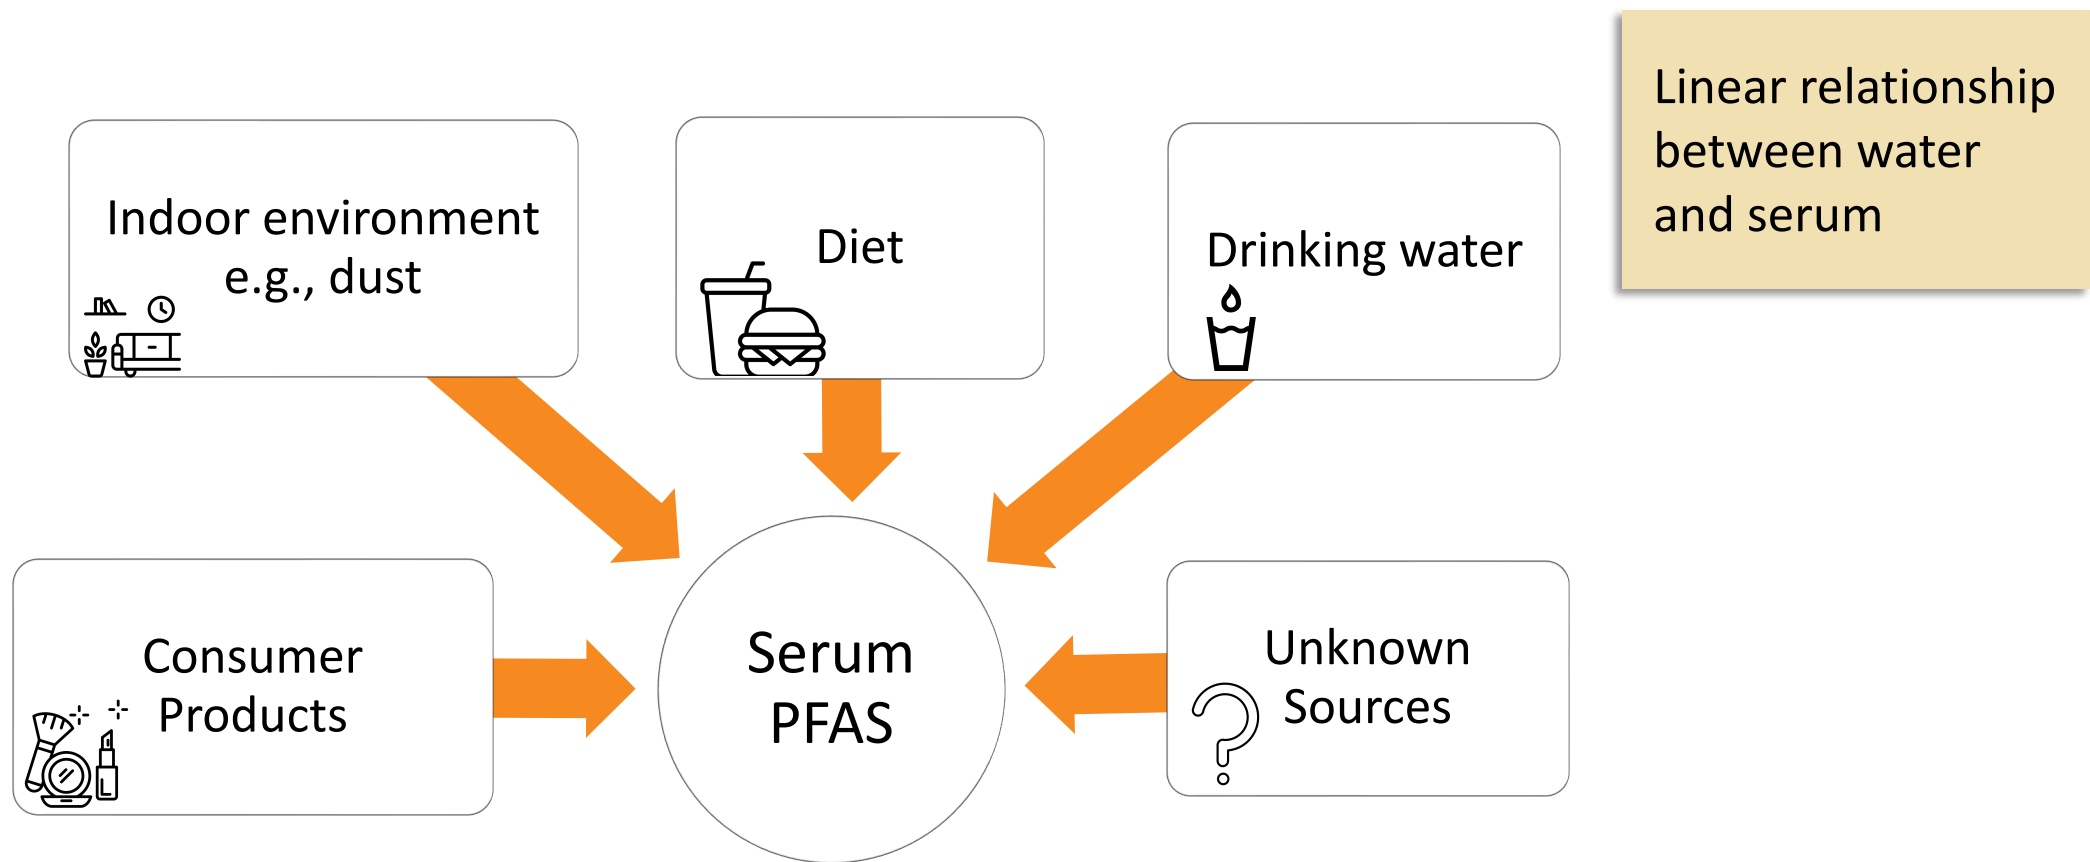 Indoor environment
e.g., dust
Diet
Drinking water
Linear relationship
between water
and serum
Consumer
Products
Serum
PFAS
Unknown
Sources